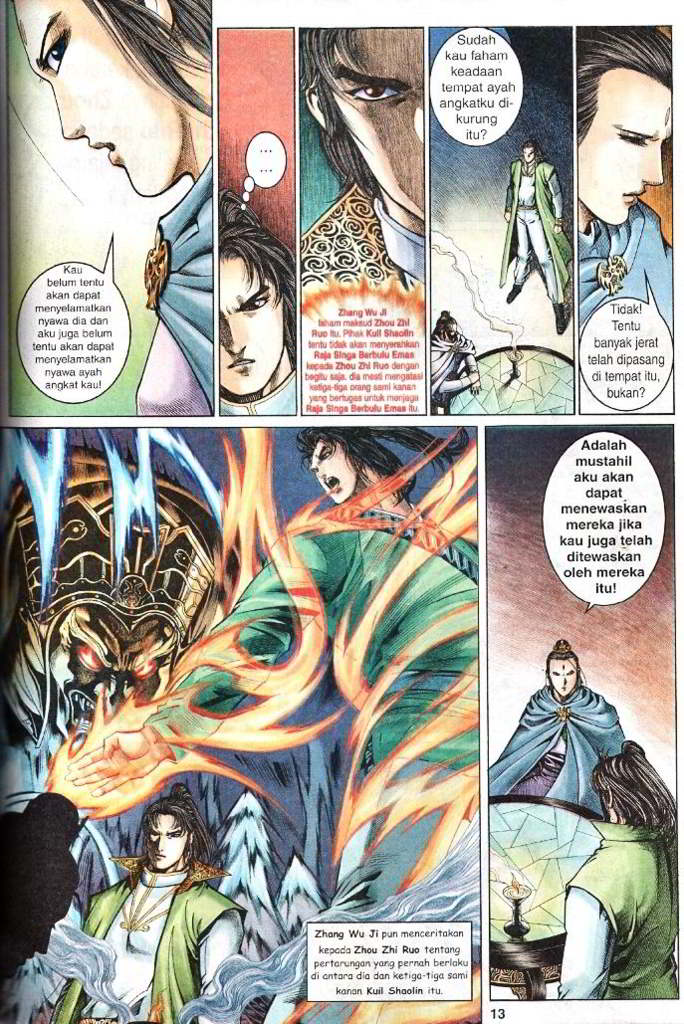 Kau
belum tentu
akan dapat
menyelamatkan
nyawa dia dan
aku juga belum
tentu akan dapat
menyelamatkan
nyawa ayah
angkat kau!
...
...
Zhang Wu Ji
faham maksud Zhou Zhi
Ruo itu. Pihak Kuil Shaolin
tentu tidak akan menyerahkan
Raja Singa Berbulu Emas
kepada Zhou Zhi Ruo dengan
begitu saja, dia mesti mengatasi
ketiga-tiga orang sami kanan
yang bertugas untuk menjaga
Raja Singa Berbulu Emas itu.
Sudah
kau faham
keadaan
tempat ayah
angkatku di-
kurung
itu?
Tidak!
Tentu
banyak jerat
telah dipasang
di tempat itu,
bukan?
Zhang Wu Ji pun menceritakan
kepada Zhou Zhi Ruo tentang
pertarungan yang pernah berlaku
di antara dia dan ketiga-tiga sami
kanan Kuil Shaolin itu.
Adalah
mustahil
aku akan
dapat
menewaskan
mereka jika
kau juga telah
ditewaskan
oleh mereka
itu!
13